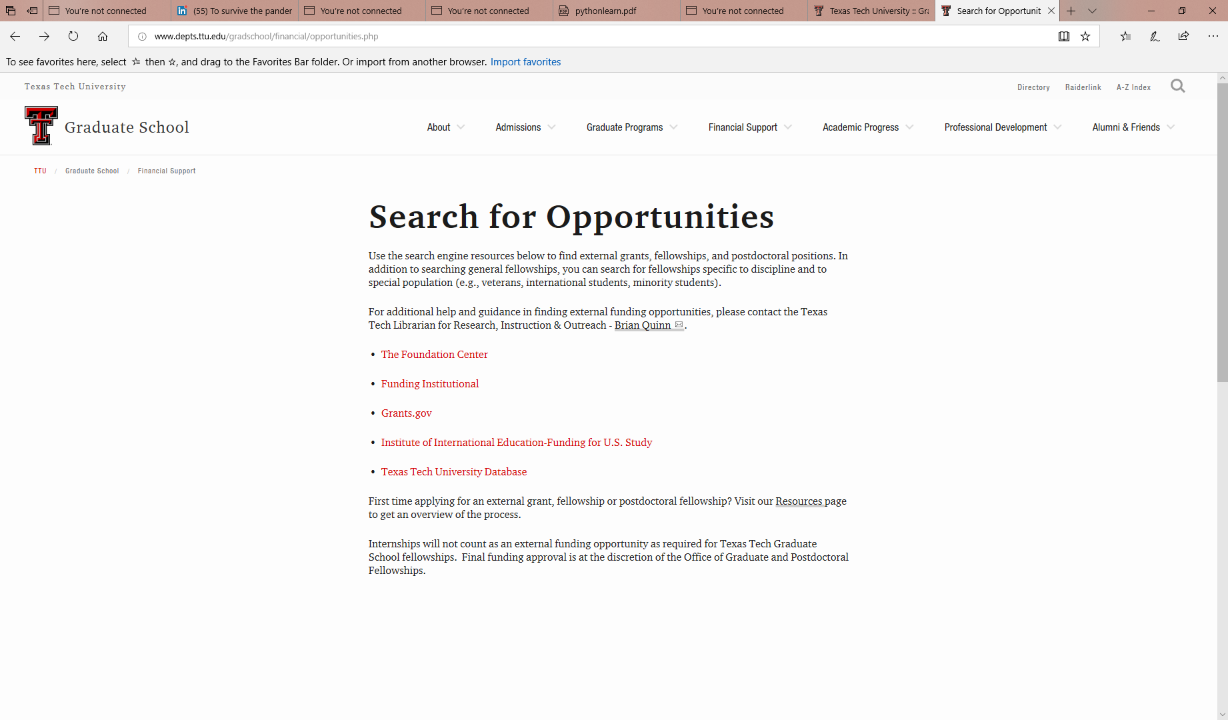 You're not connected
(55) To survive the pander
You're not connected
You're not connected
pythonlearn.pdf
You're not connected
Texas Tech University :: Gra
Search for Opportunit
www.depts.ttu.edu/gradschool/financial/opportunities.php
To see favorites here, select then ☆, and drag to the Favorites Bar folder. Or import from another browser. Import favorites
Texas Tech University
Directory
Raiderlink
A-Z Index
Graduate School
About
Admissions
Graduate Programs
Financial Support
Academic Progress
Professional Development
Alumni & Friends
TTU / Graduate School / Financial Support
Search for Opportunities
Use the search engine resources below to find external grants, fellowships, and postdoctoral positions. In
addition to searching general fellowships, you can search for fellowships specific to discipline and to
special population (e.g., veterans, international students, minority students).
For additional help and guidance in finding external funding opportunities, please contact the Texas
Tech Librarian for Research, Instruction & Outreach - Brian Quinn .
• The Foundation Center
• Funding Institutional
• Grants.gov
• Institute of International Education-Funding for U.S. Study
• Texas Tech University Database
First time applying for an external grant, fellowship or postdoctoral fellowship? Visit our Resources page
to get an overview of the process.
Internships will not count as an external funding opportunity as required for Texas Tech Graduate
School fellowships. Final funding approval is at the discretion of the Office of Graduate and Postdoctoral
Fellowships.